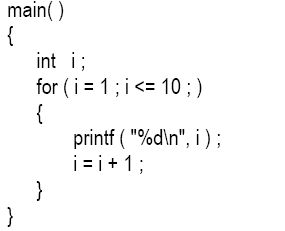 main( )
{
int i ;
for ( i = 1 ; i <= 10 ; )
{
printf ( "%d\n", i ) ;
i = i + 1 ;
}
}